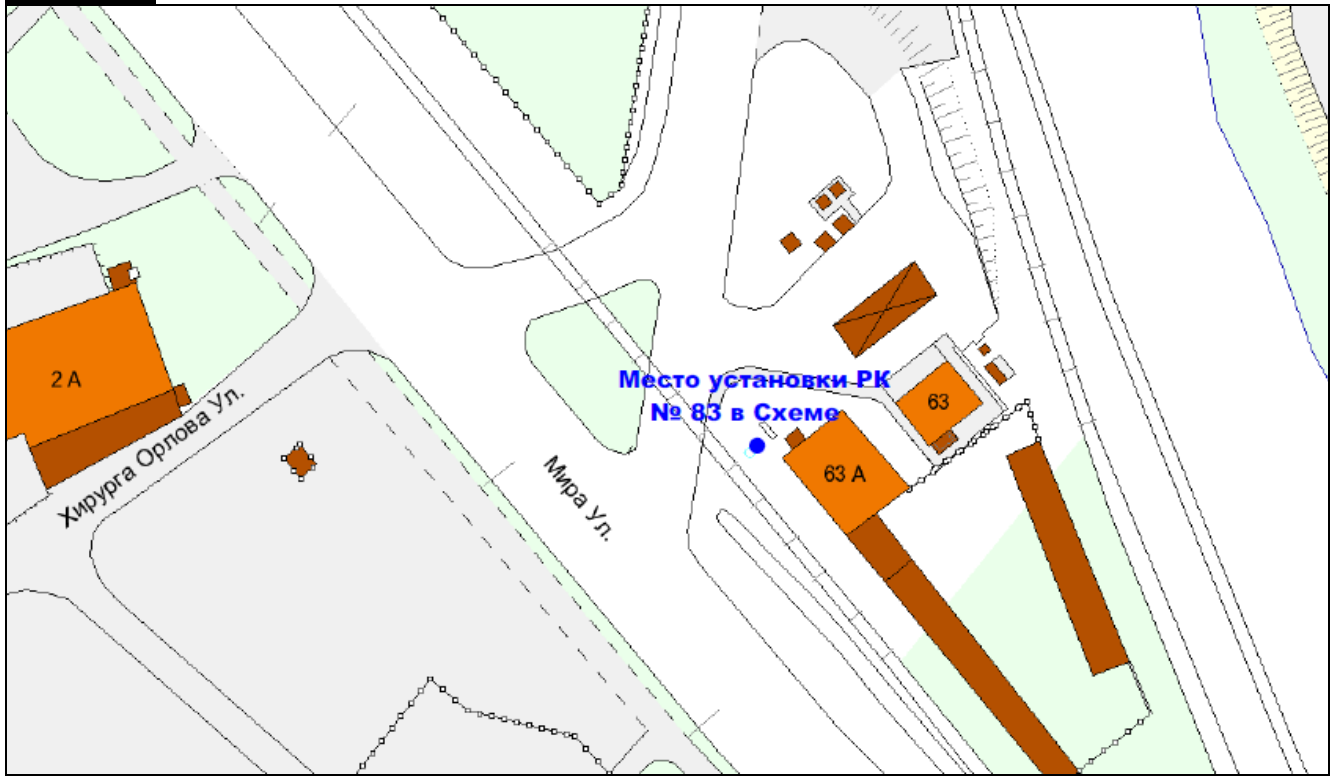 Место установки РК
№ 83 в Схеме
2 А
63
63 А
Хирурга Орлова Ул.
Мира Ул.